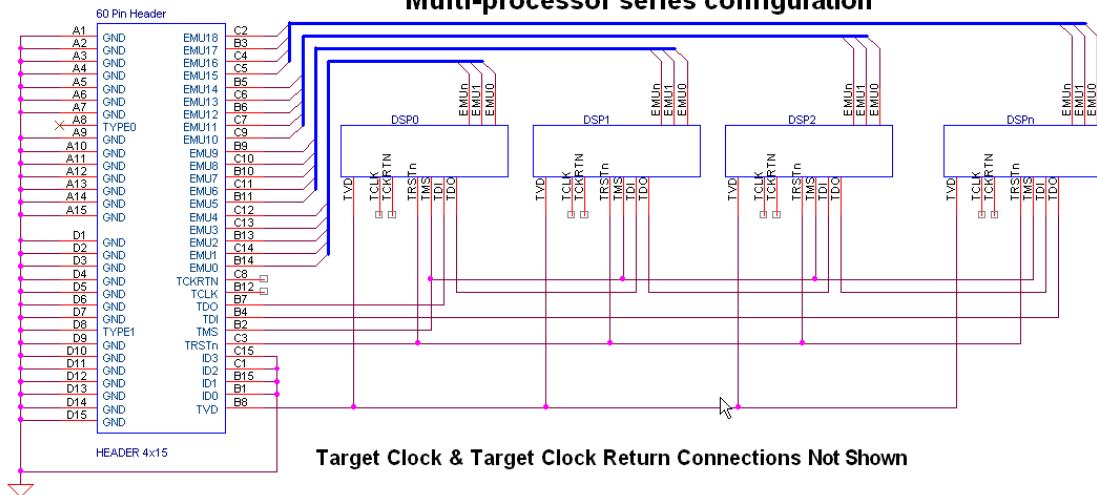 Multi-processor series configuration
60 Pin Header
A1 GND EMU18 C2
A2 GND EMU17 B3
A3 GND EMU16 C4
A4 GND EMU15 C5
A5 GND EMU14 B5
A6 GND EMU13 C6
A7 GND EMU12 B6
A8 TYPE0 EMU11 C7
A9 GND EMU10 C9
A10 GND EMU9 B9
A11 GND EMU8 C10
A12 GND EMU7 B10
A13 GND EMU6 C11
A14 GND EMU5 B11
A15 GND EMU4 C12
EMU3 C13
D1 GND EMU2 B13
D2 GND EMU1 C14
D3 GND EMU0 B14
D4 GND TCKRTN C8
D5 GND TCLK B12
D6 GND TDO B7
D7 GND TDI B4
D8 TYPE1 TMS B2
D9 GND TRSTn C3
D10 GND ID3 C15
D11 GND ID2 C1
D12 GND ID1 B15
D13 GND ID0 B1
D14 GND TVD B8
D15 GND
HEADER 4x15
EMUn EMU1 EMU0
DSP0
TVD TCLK TCKRTN TRSTn TMS TDI TDO
EMUn EMU1 EMU0
DSP1
TVD TCLK TCKRTN TRSTn TMS TDI TDO
EMUn EMU1 EMU0
DSP2
TVD TCLK TCKRTN TRSTn TMS TDI TDO
EMUn EMU1 EMU0
DSPn
TVD TCLK TCKRTN TRSTn TMS TDI TDO
Target Clock & Target Clock Return Connections Not Shown